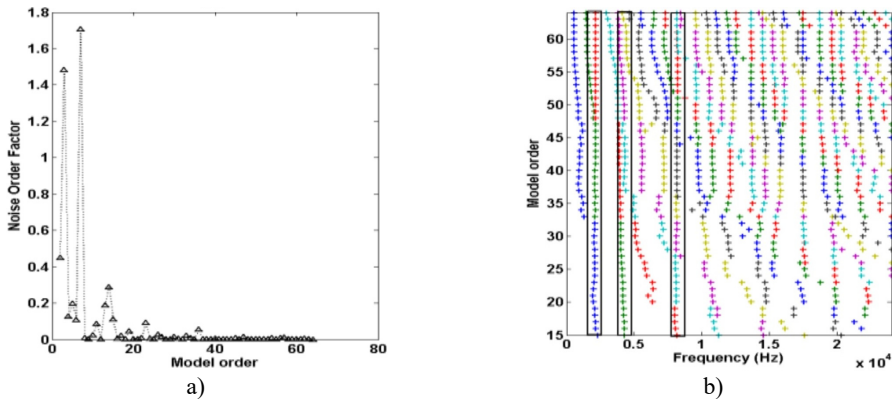 1.8
1.6
1.4
1.2
1
0.8
0.6
0.4
0.2
0
Noise Order Factor
0 20 40 60 80
Model order
a)
60
55
50
45
40
35
30
25
20
15
Model order
0 0.5 1 1.5 2
Frequency (Hz)
x 10⁴
b)